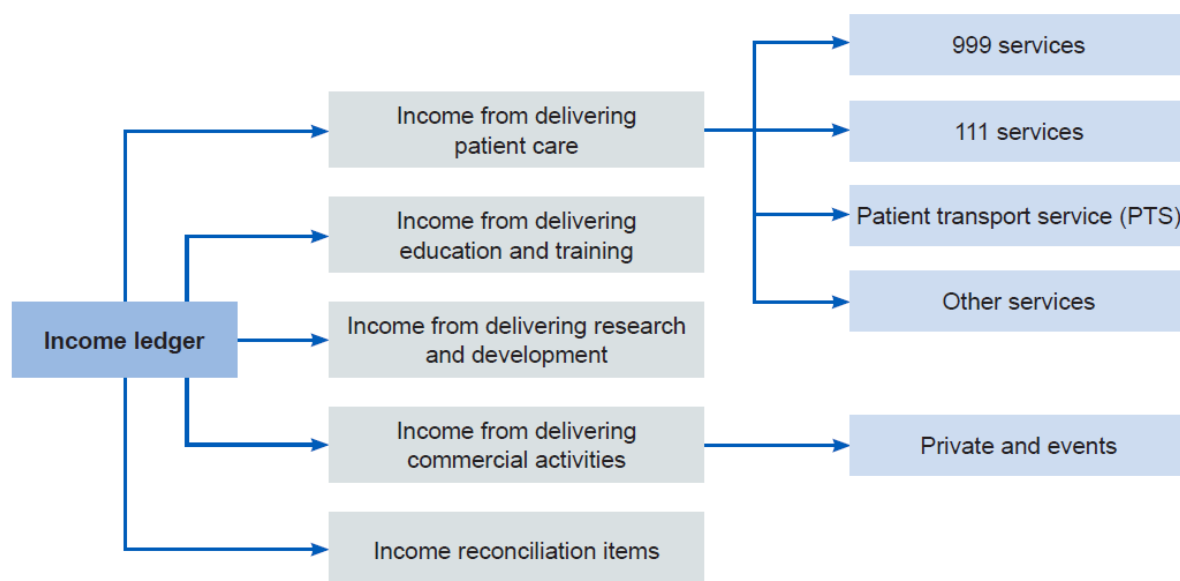 999 services
Income from delivering
patient care
111 services
Income from delivering
education and training
Patient transport service (PTS)
Other services
Income ledger
Income from delivering research
and development
Income from delivering
commercial activities
Private and events
Income reconciliation items